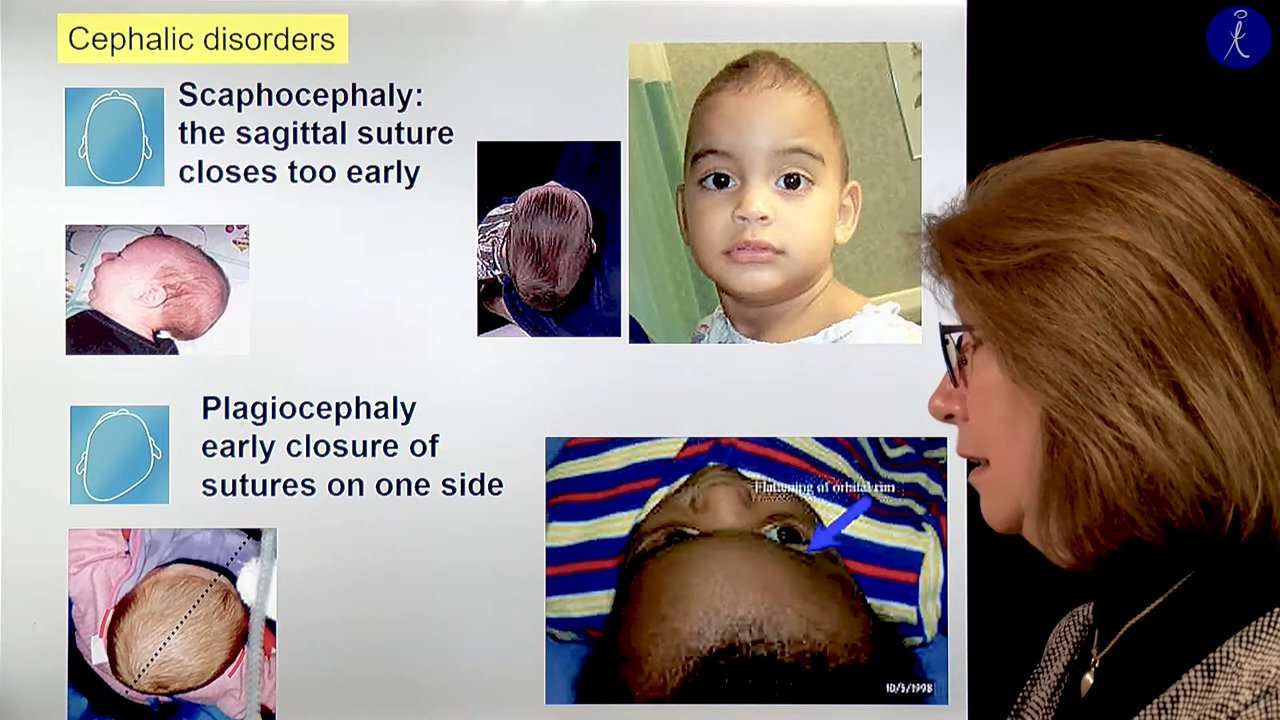 Cephalic disorders
Scaphocephaly:
the sagittal suture
closes too early
Plagiocephaly
early closure of
sutures on one side
Flattening of orbital rim
10/5/1998